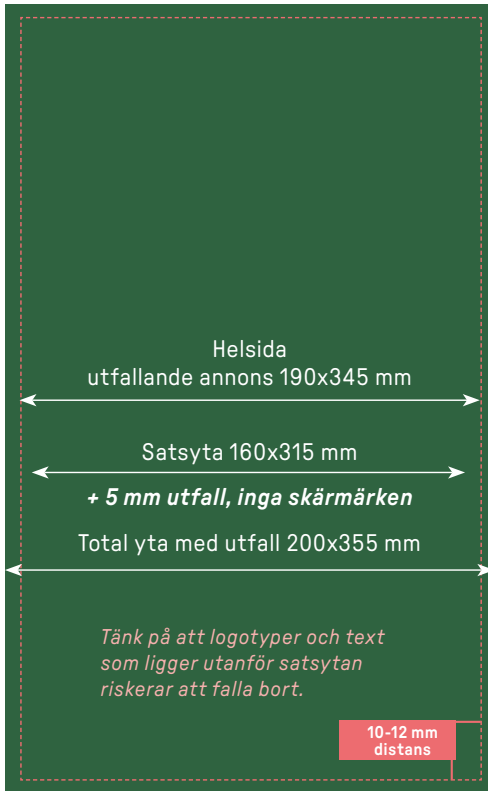 Helsida
utfallande annons 190x345 mm
Satsyta 160x315 mm
+ 5 mm utfall, inga skärmärken
Total yta med utfall 200x355 mm
Tänk på att logotyper och text
som ligger utanför satsytan
riskerar att falla bort.
10-12 mm
distans